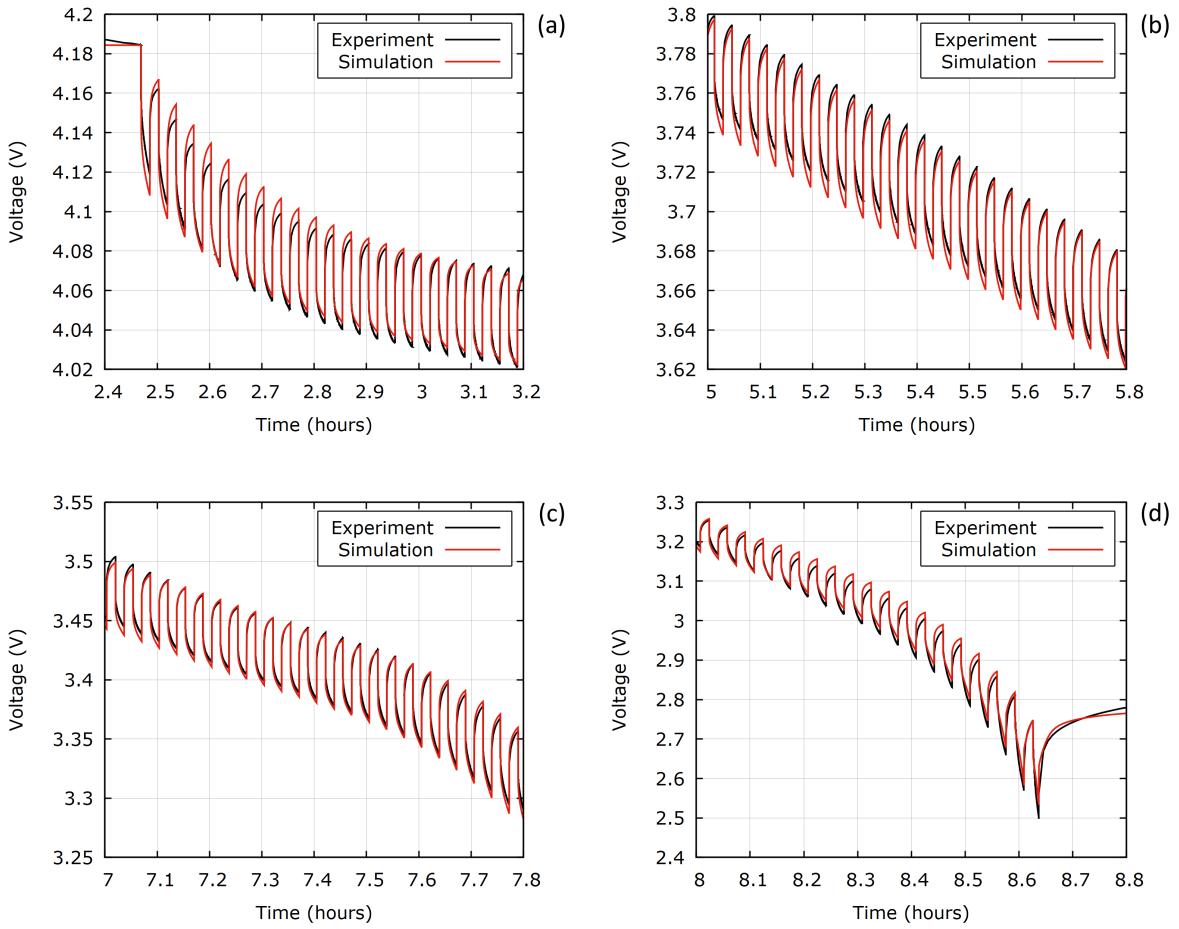 (a)
Experiment
Simulation
4.2
4.18
4.16
4.14
4.12
4.1
4.08
4.06
4.04
4.02
Voltage (V)
2.4 2.5 2.6 2.7 2.8 2.9 3 3.1 3.2
Time (hours)
(b)
Experiment
Simulation
3.8
3.78
3.76
3.74
3.72
3.7
3.68
3.66
3.64
3.62
Voltage (V)
5 5.1 5.2 5.3 5.4 5.5 5.6 5.7 5.8
Time (hours)
(c)
Experiment
Simulation
3.55
3.5
3.45
3.4
3.35
3.3
3.25
Voltage (V)
7 7.1 7.2 7.3 7.4 7.5 7.6 7.7 7.8
Time (hours)
(d)
Experiment
Simulation
3.3
3.2
3.1
3
2.9
2.8
2.7
2.6
2.5
2.4
Voltage (V)
8 8.1 8.2 8.3 8.4 8.5 8.6 8.7 8.8
Time (hours)